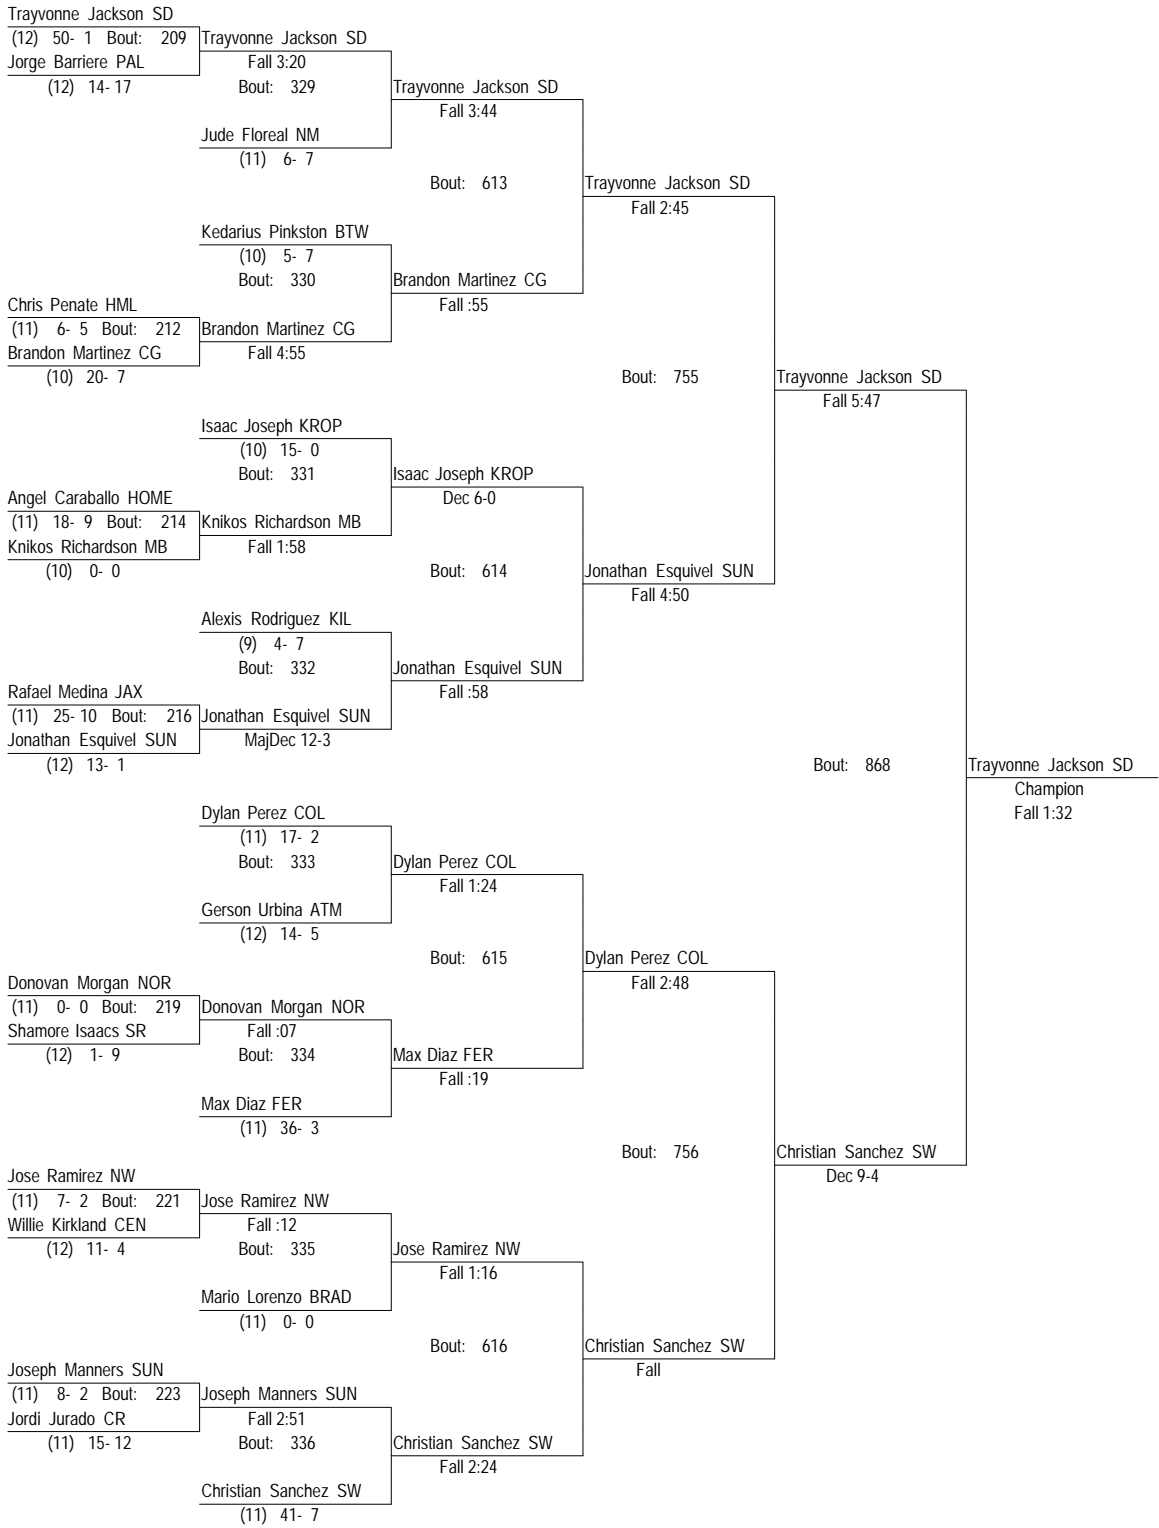 Trayvonne Jackson SD
(12) 50- 1 Bout: 209 Trayvonne Jackson SD
Jorge Barriere PAL Fall 3:20
(12) 14- 17 Bout: 329 Trayvonne Jackson SD
Fall 3:44
Jude Floreal NM
(11) 6- 7
Bout: 613 Trayvonne Jackson SD
Fall 2:45
Kedarius Pinkston BTW
(10) 5- 7
Bout: 330 Brandon Martinez CG
Chris Penate HML Fall :55
(11) 6- 5 Bout: 212 Brandon Martinez CG
Brandon Martinez CG Fall 4:55
(10) 20- 7 Bout: 755 Trayvonne Jackson SD
Fall 5:47
Isaac Joseph KROP
(10) 15- 0
Bout: 331 Isaac Joseph KROP
Angel Caraballo HOME Dec 6-0
(11) 18- 9 Bout: 214 Knikos Richardson MB
Knikos Richardson MB Fall 1:58
(10) 0- 0 Bout: 614 Jonathan Esquivel SUN
Fall 4:50
Alexis Rodriguez KIL
(9) 4- 7
Bout: 332 Jonathan Esquivel SUN
Rafael Medina JAX Fall :58
(11) 25- 10 Bout: 216 Jonathan Esquivel SUN
Jonathan Esquivel SUN MajDec 12-3
(12) 13- 1 Bout: 868 Trayvonne Jackson SD
Champion
Dylan Perez COL Fall 1:32
(11) 17- 2
Bout: 333 Dylan Perez COL
Fall 1:24
Gerson Urbina ATM
(12) 14- 5
Bout: 615 Dylan Perez COL
Donovan Morgan NOR Fall 2:48
(11) 0- 0 Bout: 219 Donovan Morgan NOR
Shamore Isaacs SR Fall :07
(12) 1- 9 Bout: 334 Max Diaz FER
Fall :19
Max Diaz FER
(11) 36- 3
Bout: 756 Christian Sanchez SW
Jose Ramirez NW Dec 9-4
(11) 7- 2 Bout: 221 Jose Ramirez NW
Willie Kirkland CEN Fall :12
(12) 11- 4 Bout: 335 Jose Ramirez NW
Fall 1:16
Mario Lorenzo BRAD
(11) 0- 0
Bout: 616 Christian Sanchez SW
Joseph Manners SUN Fall
(11) 8- 2 Bout: 223 Joseph Manners SUN
Jordi Jurado CR Fall 2:51
(11) 15- 12 Bout: 336 Christian Sanchez SW
Fall 2:24
Christian Sanchez SW
(11) 41- 7